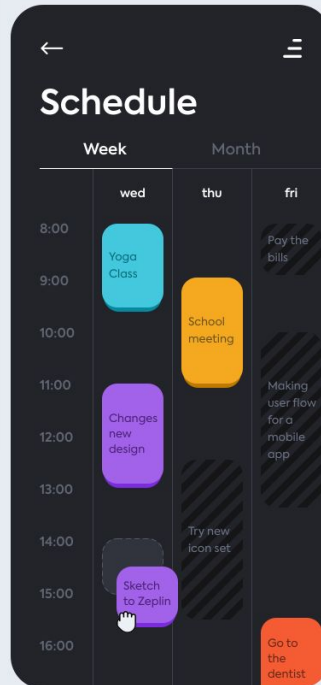 Schedule
Week
Month
wed
thu
fri
8:00
9:00
10:00
11:00
12:00
13:00
14:00
15:00
16:00
Yoga
Class
Changes
new
design
Sketch
to Zeplin
School
meeting
Try new
icon set
Pay the
bills
Making
user flow
for a
mobile
app
Go to
the
dentist